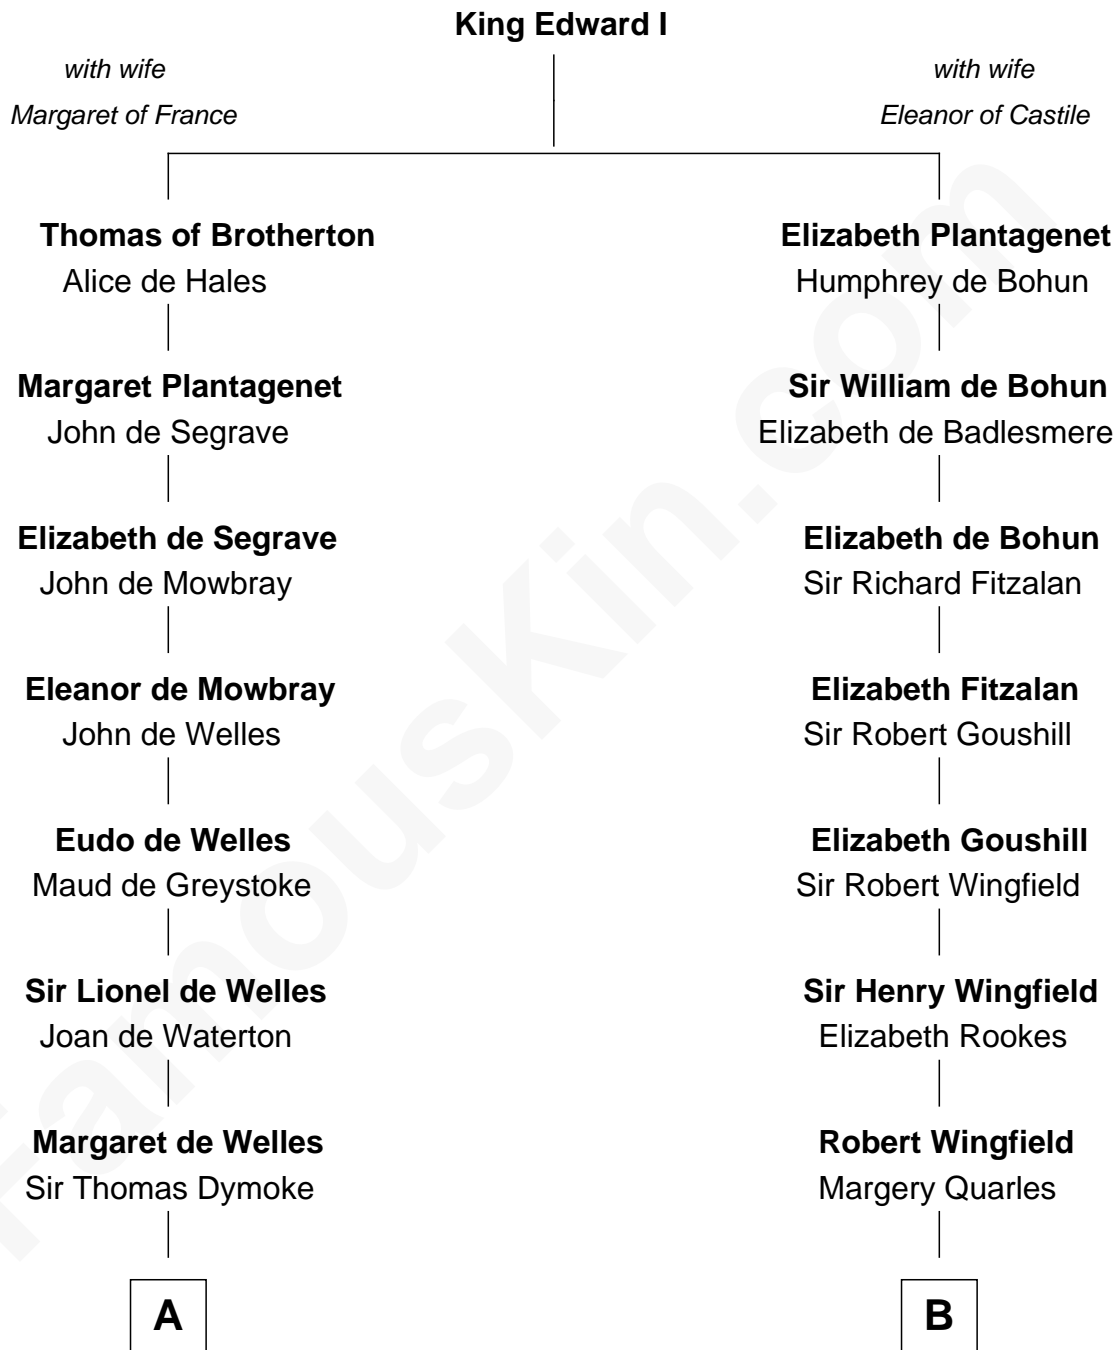 King Edward I
with wife
Margaret of France
with wife
Eleanor of Castile
Thomas of Brotherton
Alice de Hales
Elizabeth Plantagenet
Humphrey de Bohun
Margaret Plantagenet
John de Segrave
Sir William de Bohun
Elizabeth de Badlesmere
Elizabeth de Segrave
John de Mowbray
Elizabeth de Bohun
Sir Richard Fitzalan
Eleanor de Mowbray
John de Welles
Elizabeth Fitzalan
Sir Robert Goushill
Eudo de Welles
Maud de Greystoke
Elizabeth Goushill
Sir Robert Wingfield
Sir Lionel de Welles
Joan de Waterton
Sir Henry Wingfield
Elizabeth Rookes
Margaret de Welles
Sir Thomas Dymoke
Robert Wingfield
Margery Quarles
A
B
FamousKin.com